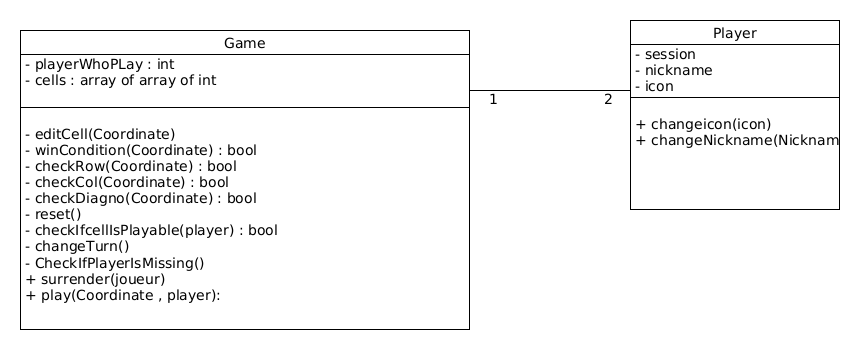 Game
- playerWhoPLay : int
- cells : array of array of int
- editCell(Coordinate)
- winCondition(Coordinate) : bool
- checkRow(Coordinate) : bool
- checkCol(Coordinate) : bool
- checkDiagno(Coordinate) : bool
- reset()
- checkIfcellIsPlayable(player) : bool
- changeTurn()
- CheckIfPlayerIsMissing()
+ surrender(joueur)
+ play(Coordinate , player):
1
2
Player
- session
- nickname
- icon
+ changeicon(icon)
+ changeNickname(Nicknam